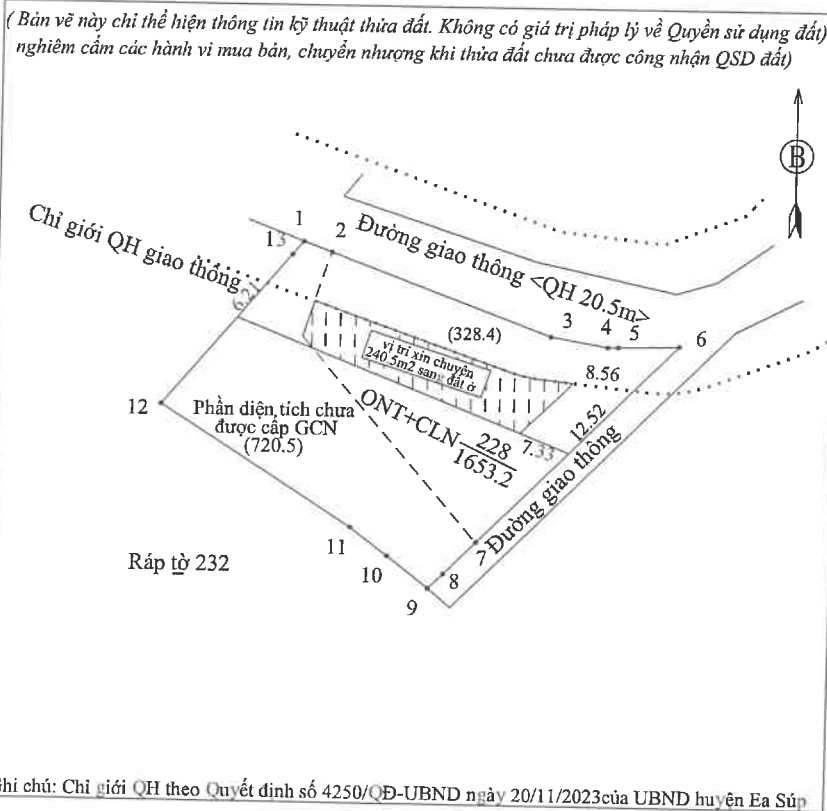 ( Bản vẽ này chỉ thể hiện thông tin kỹ thuật thửa đất. Không có giá trị pháp lý về Quyền sử dụng đất)
nghiêm cấm các hành vi mua bán, chuyển nhượng khi thửa đất chưa được công nhận QSD đất)
B
Chỉ giới QH giao thông
1
13
2
Đường giao thông <QH 20.5m>
6.21
3
4
5
6
(328.4)
vị trí xin chuyên
240.5m2 sang đất ở
8.56
12
Phần diện tích chưa
được cấp GCN
(720.5)
ONT+CLN
228
1653.2
7.33
12.52
Đường giao thông
7
11
10
8
9
Ráp tờ 232
hi chú: Chỉ giới QH theo Quyết định số 4250/QĐ-UBND ngày 20/11/2023của UBND huyện Ea Súp